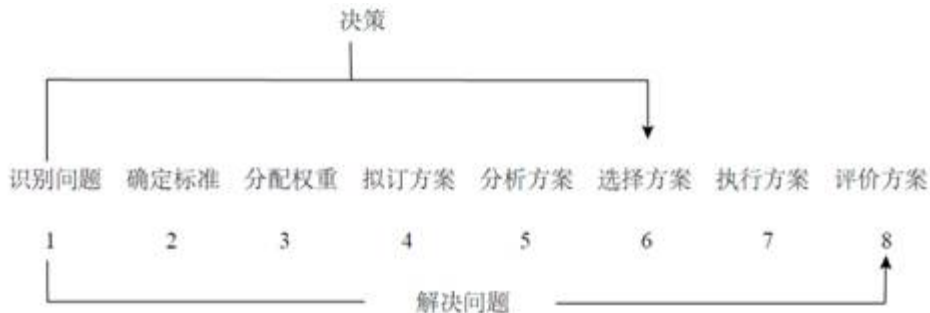 决策
识别问题 确定标准 分配权重 拟订方案 分析方案 选择方案 执行方案 评价方案
1 2 3 4 5 6 7 8
解决问题